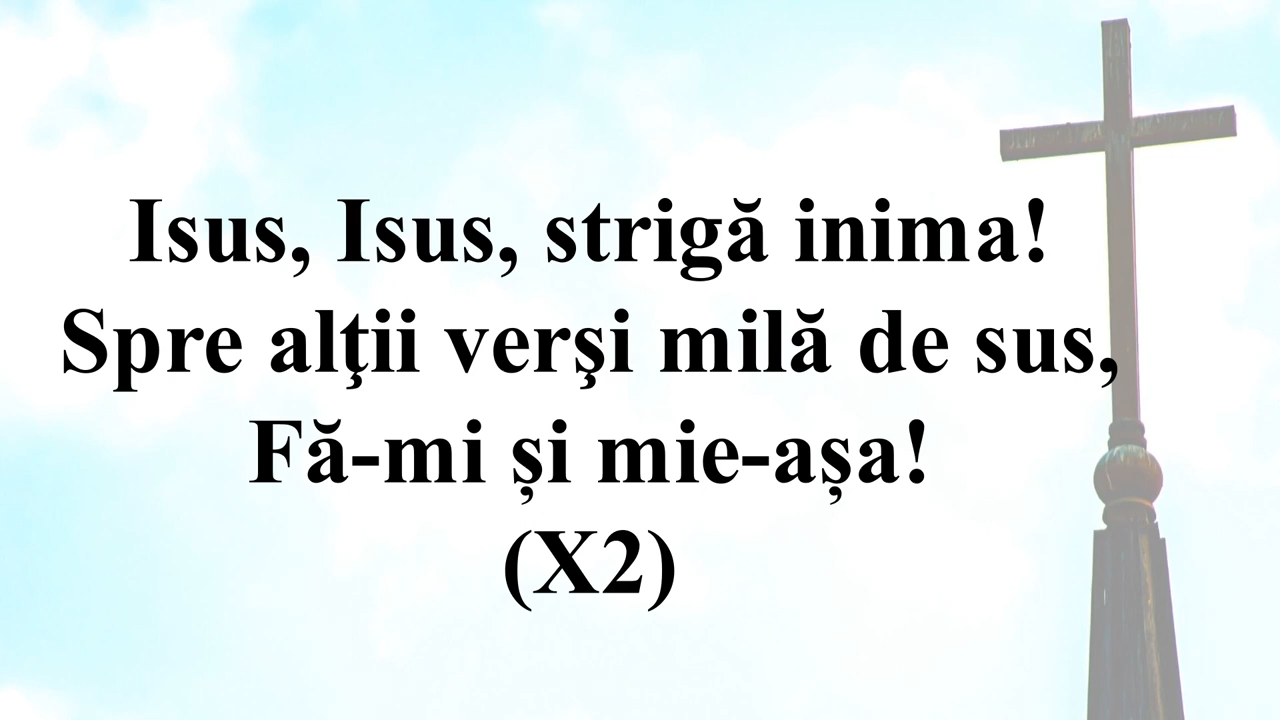 Isus, Isus, strigă inima!
Spre alţii verşi milă de sus,
Fă-mi și mie-așa!
(X2)